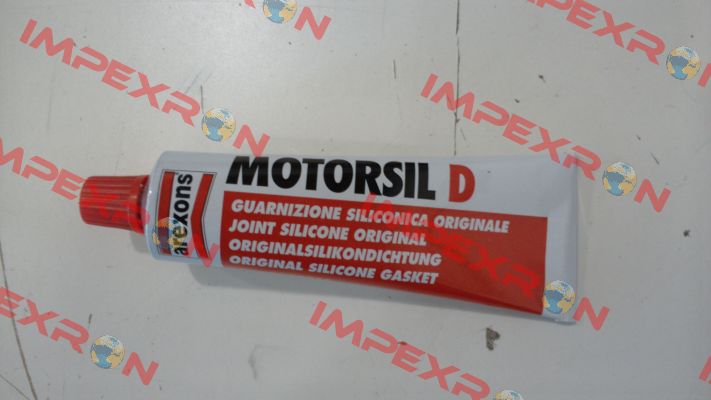 IMPEXRON
IMPEXRON
IMPEXRON
IMPEXRON
IMPEXRON
IMPEXRON
IMPEXRON
IMPEXRON
arexons
MOTORSIL D
GUARNIZIONE SILICONICA ORIGINALE
JOINT SILICONE ORIGINAL
ORIGINALSILIKONDICHTUNG
ORIGINAL SILICONE GASKET